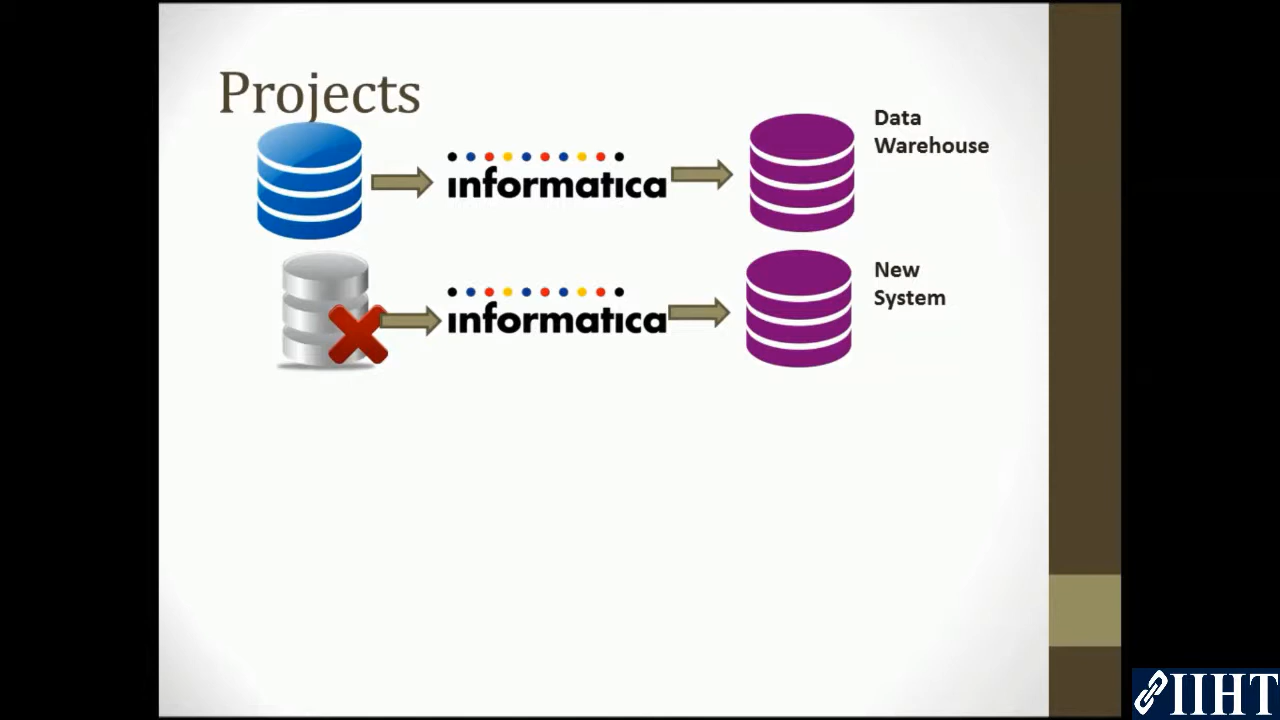 Projects
Data
Warehouse
informatica
New
System
informatica
IIHT